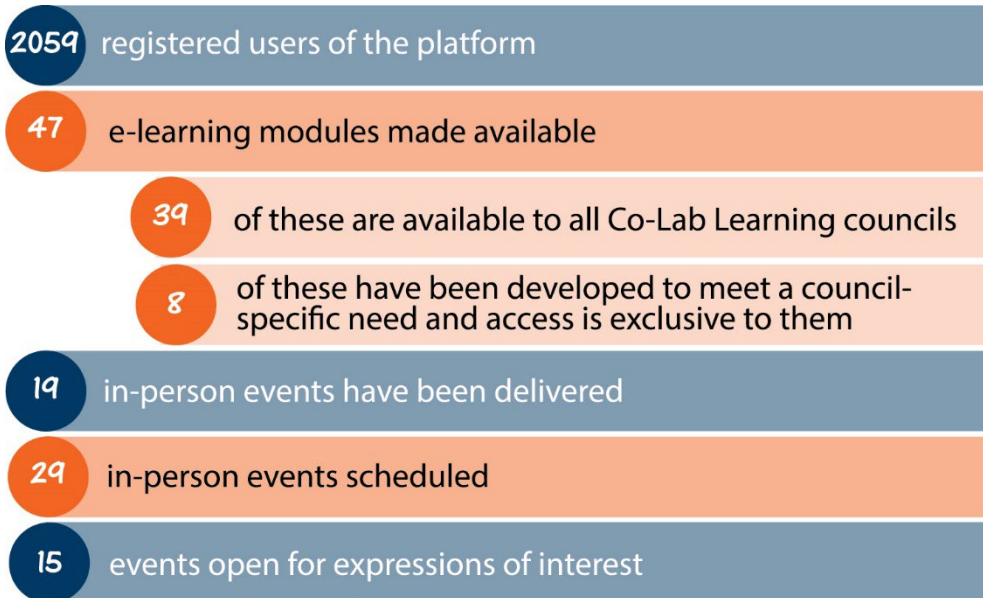 2059 registered users of the platform
47 e-learning modules made available
39 of these are available to all Co-Lab Learning councils
8 of these have been developed to meet a council-
specific need and access is exclusive to them
19 in-person events have been delivered
29 in-person events scheduled
15 events open for expressions of interest